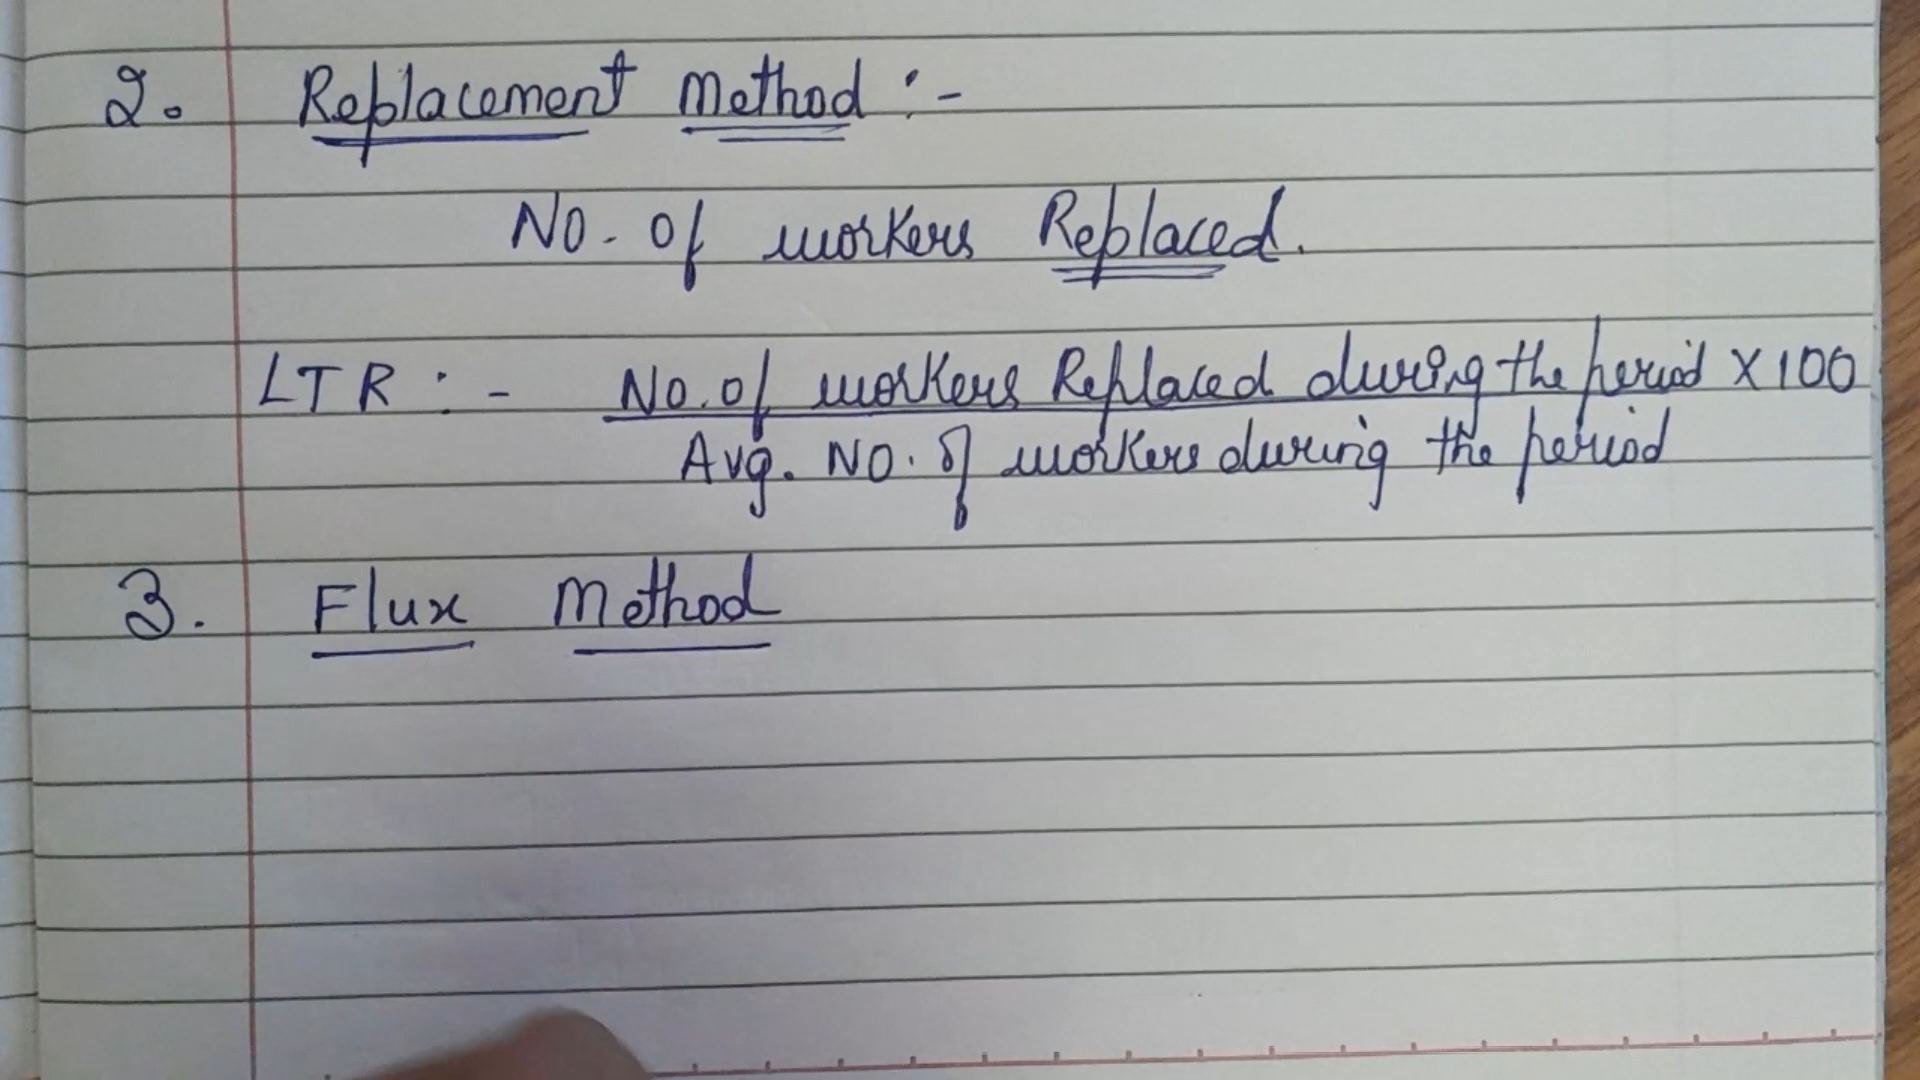 2. Replacement Method :-
No. of workers Replaced.
LTR :- No. of workers Replaced during the period X 100
Avg. No. of workers during the period
3. Flux Method